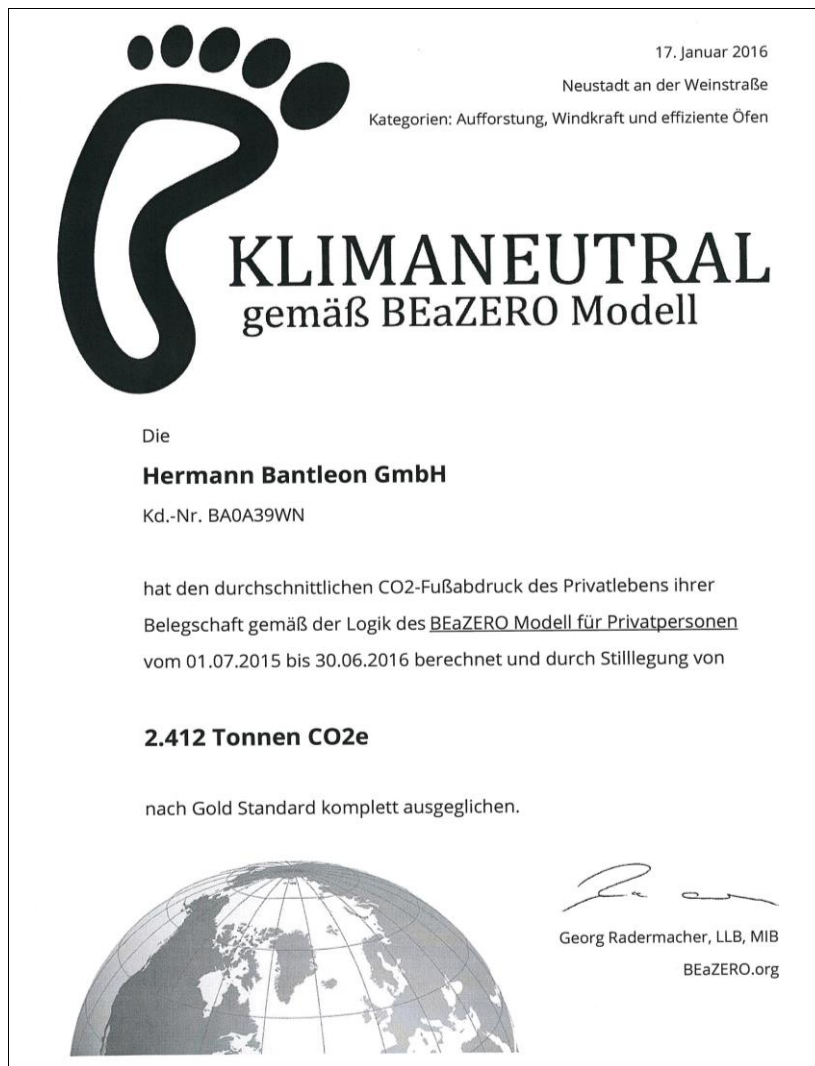 17. Januar 2016
Neustadt an der Weinstraße
Kategorien: Aufforstung, Windkraft und effiziente Öfen
KLIMANEUTRAL
gemäß BEaZERO Modell
Die
Hermann Bantleon GmbH
Kd.-Nr. BA0A39WN
hat den durchschnittlichen CO2-Fußabdruck des Privatlebens ihrer
Belegschaft gemäß der Logik des BEaZERO Modell für Privatpersonen
vom 01.07.2015 bis 30.06.2016 berechnet und durch Stilllegung von
2.412 Tonnen CO2e
nach Gold Standard komplett ausgeglichen.
Georg Radermacher, LLB, MIB
BEaZERO.org